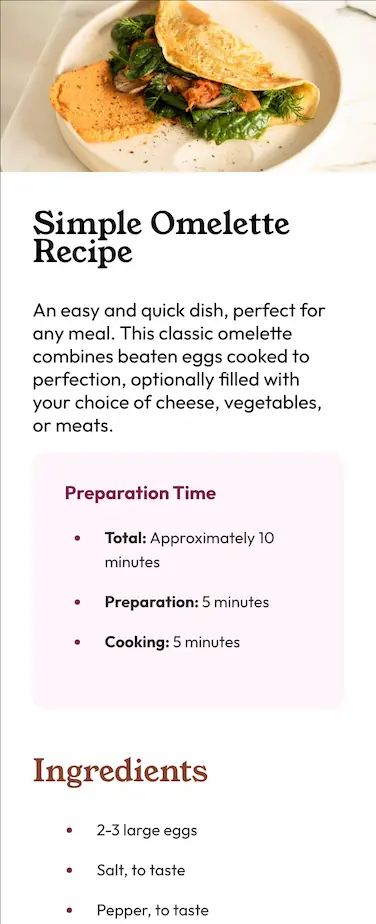 Simple Omelette
Recipe
An easy and quick dish, perfect for
any meal. This classic omelette
combines beaten eggs cooked to
perfection, optionally filled with
your choice of cheese, vegetables,
or meats.
Preparation Time
• Total: Approximately 10
minutes
• Preparation: 5 minutes
• Cooking: 5 minutes
Ingredients
• 2-3 large eggs
• Salt, to taste
• Pepper, to taste